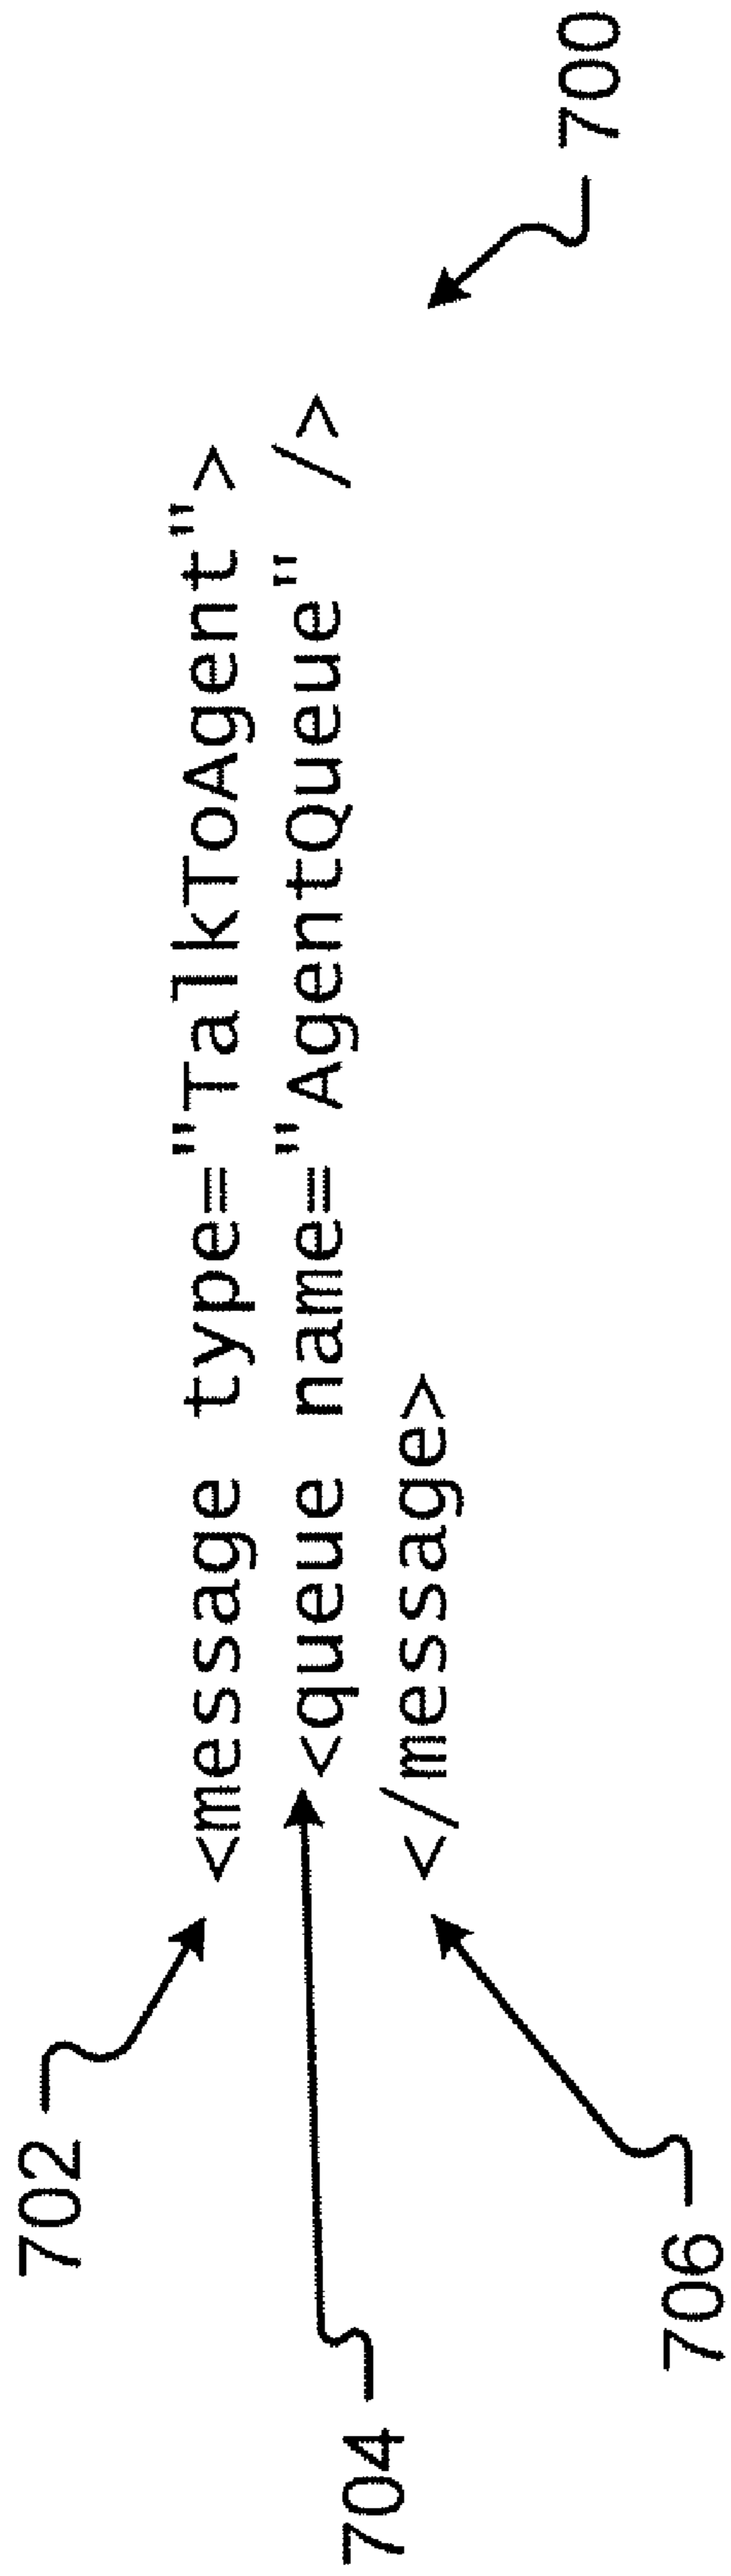 702
<message type="TalkToAgent">
704
<queue name="AgentQueue" />
706
</message>
700